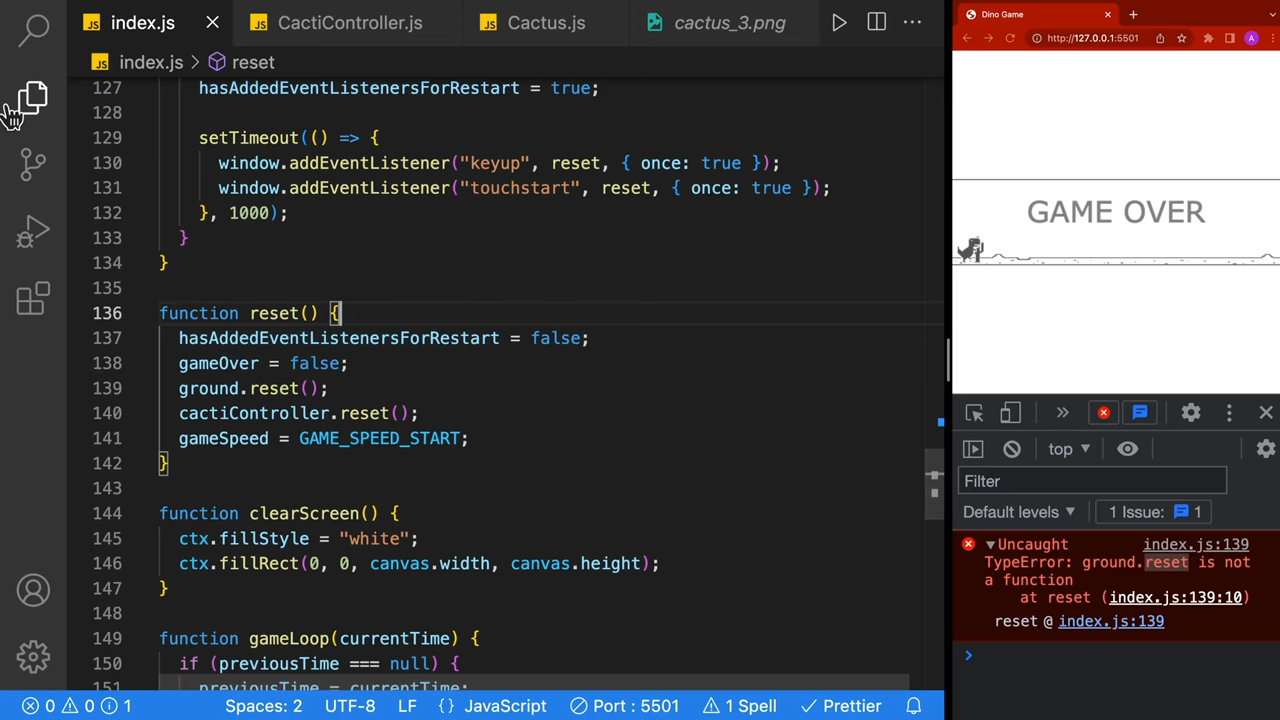 index.js
CactiController.js
Cactus.js
cactus_3.png
index.js > reset
127 hasAddedEventListenersForRestart = true;
128
129 setTimeout(() => {
130 window.addEventListener("keyup", reset, { once: true });
131 window.addEventListener("touchstart", reset, { once: true });
132 }, 1000);
133 }
134 }
135
136 function reset() {
137 hasAddedEventListenersForRestart = false;
138 gameOver = false;
139 ground.reset();
140 cactiController.reset();
141 gameSpeed = GAME_SPEED_START;
142 }
143
144 function clearScreen() {
145 ctx.fillStyle = "white";
146 ctx.fillRect(0, 0, canvas.width, canvas.height);
147 }
148
149 function gameLoop(currentTime) {
150 if (previousTime === null) {
151 previousTime = currentTime;
0 0 1
Spaces: 2 UTF-8 LF {} JavaScript Port : 5501 1 Spell Prettier
Dino Game
http://127.0.0.1:5501
A
GAME OVER
top
Filter
Default levels 1 Issue: 1
Uncaught index.js:139
TypeError: ground.reset is not
a function
at reset (index.js:139:10)
reset @ index.js:139